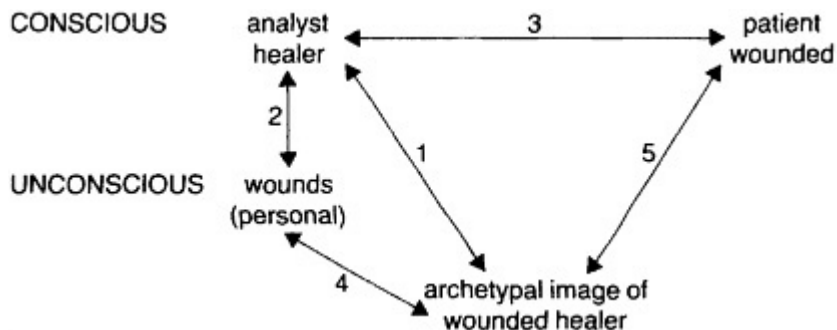 CONSCIOUS
analyst
healer
3
patient
wounded
2
1
5
UNCONSCIOUS
wounds
(personal)
4
archetypal image of
wounded healer